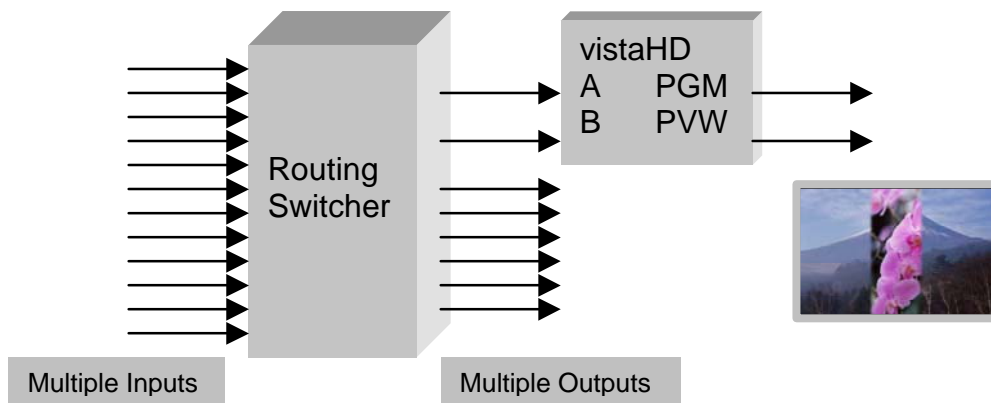 vistaHD
A PGM
B PVW
Routing
Switcher
Multiple Inputs
Multiple Outputs